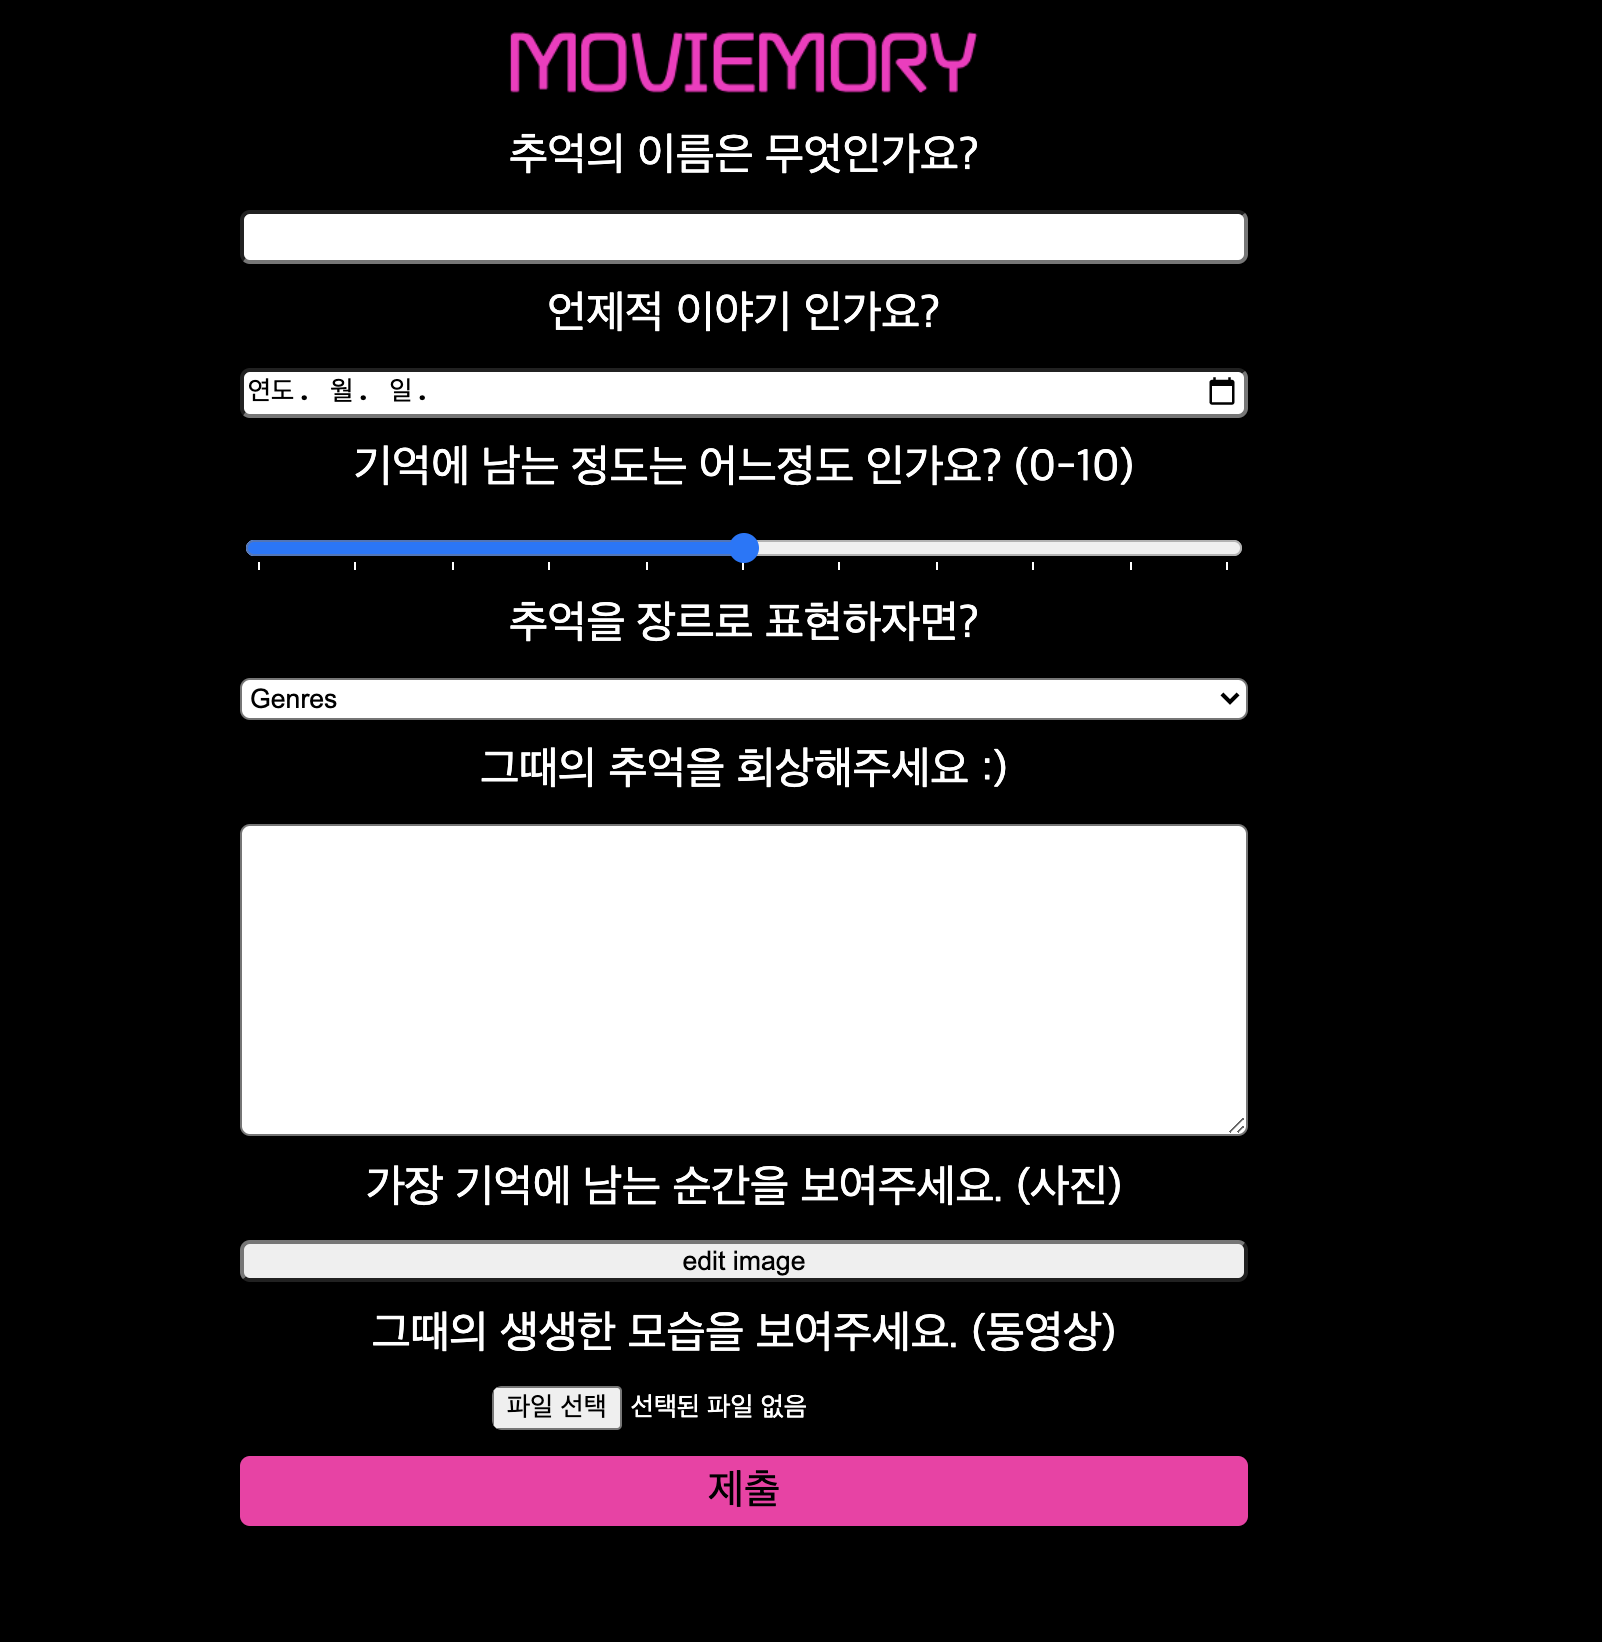 MOVIEMORY
추억의 이름은 무엇인가요?
언제적 이야기 인가요?
연도. 월. 일.
기억에 남는 정도는 어느정도 인가요? (0-10)
추억을 장르로 표현하자면?
Genres
그때의 추억을 회상해주세요 :)
가장 기억에 남는 순간을 보여주세요. (사진)
edit image
그때의 생생한 모습을 보여주세요. (동영상)
파일 선택 선택된 파일 없음
제출